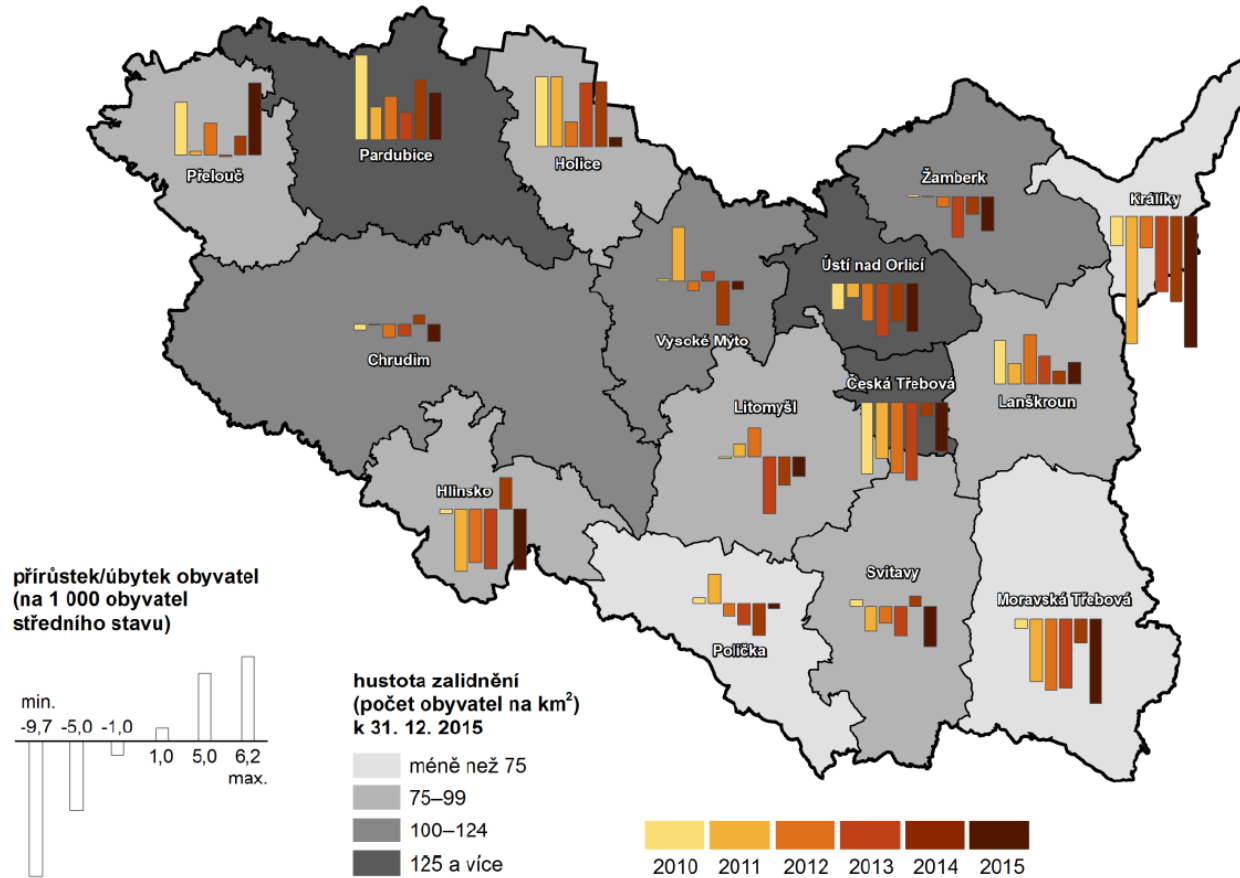 Přelouč
Pardubice
Holice
Žamberk
Králíky
Ústí nad Orlicí
Vysoké Mýto
Chrudim
Česká Třebová
Lanškroun
Litomyšl
Hlinsko
Svitavy
Moravská Třebová
Polička
přírůstek/úbytek obyvatel
(na 1 000 obyvatel
středního stavu)
min.
-9,7 -5,0 -1,0
1,0 5,0 6,2
max.
hustota zalidnění
(počet obyvatel na km²)
k 31. 12. 2015
méně než 75
75–99
100–124
125 a více
2010 2011 2012 2013 2014 2015